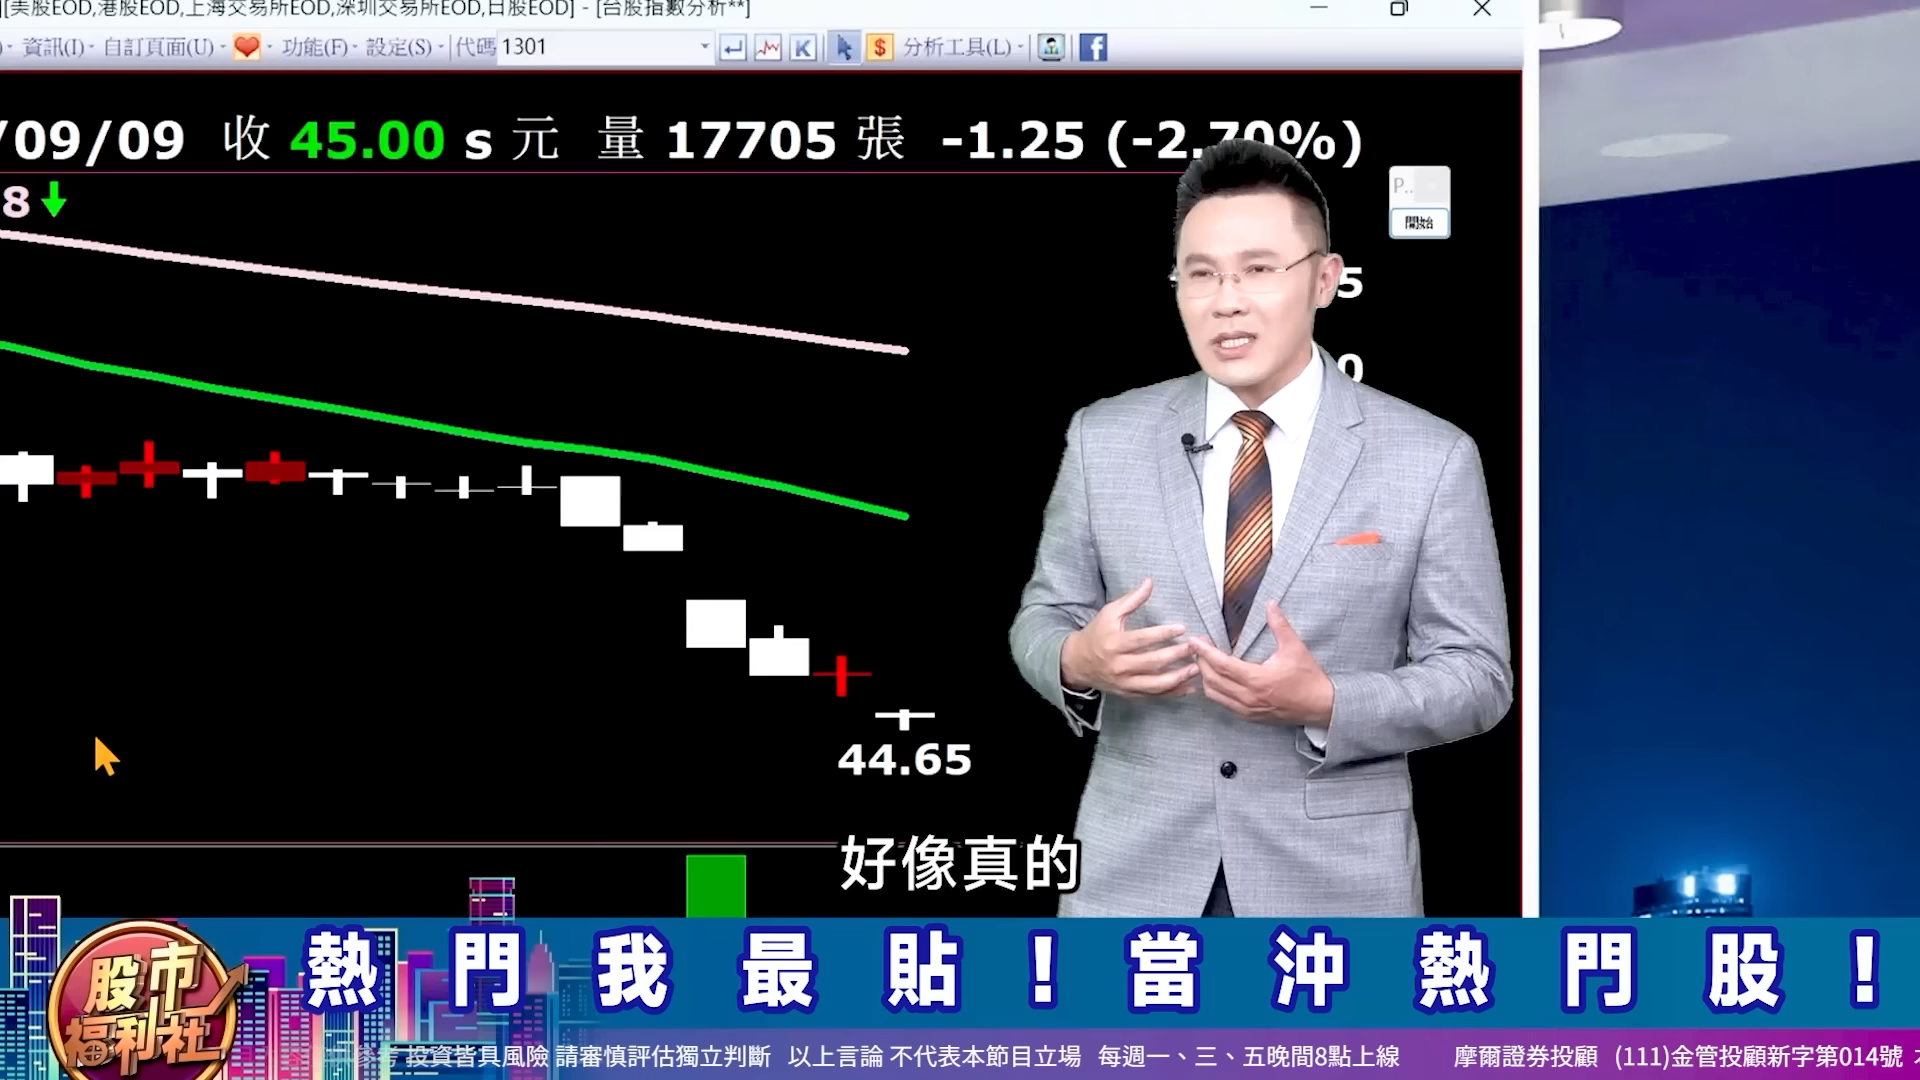 ][美股EOD,港股EOD,上海交易所EOD,深圳交易所EOD,日股EOD] - [台股指數分析**]
資訊(I) 自訂頁面(U) 功能(F) 設定(S) 代碼 1301 K $ 分析工具(L) f
/09/09 收 45.00 s 元 量 17705 張 -1.25 (-2.70%)
8
P..
開始
5
0
44.65
好像真的
熱門我最貼！當沖熱門股！
股市福利社
參考 投資皆具風險 請審慎評估獨立判斷 以上言論 不代表本節目立場 每週一、三、五晚間8點上線 摩爾證券投顧 (111)金管投顧新字第014號